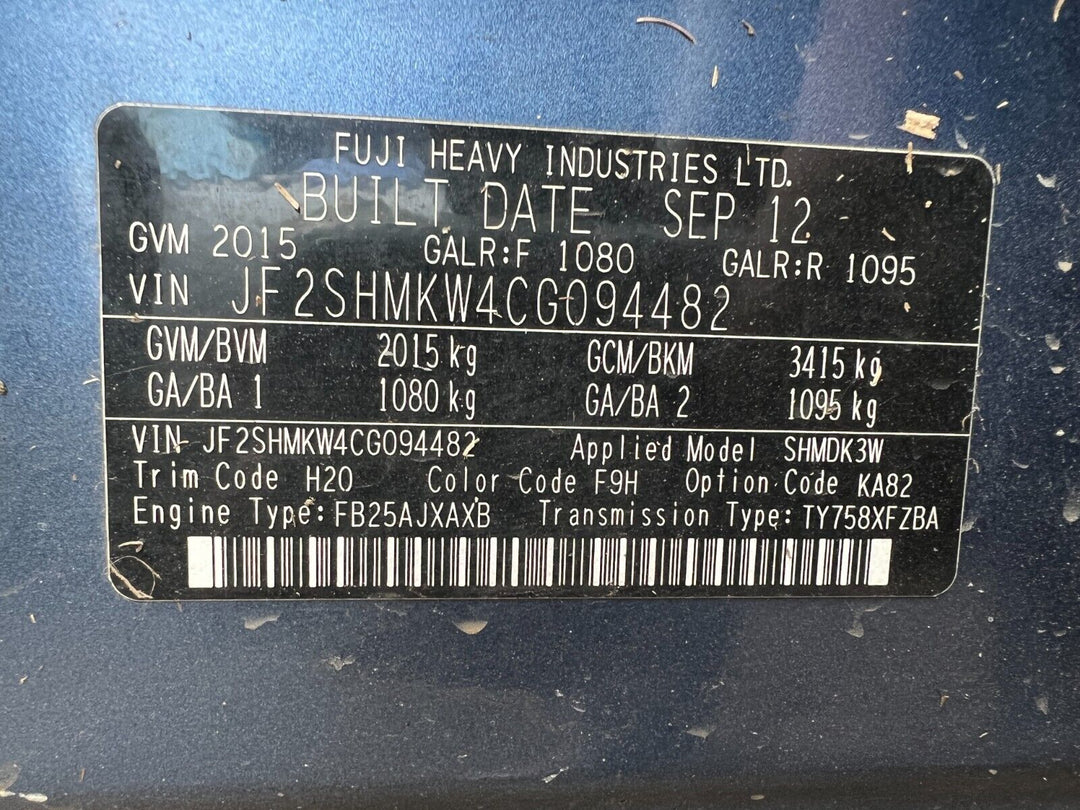 FUJI HEAVY INDUSTRIES LTD.
BUILT DATE SEP 12
GVM 2015 GALR:F 1080 GALR:R 1095
VIN JF2SHMKW4CG094482
GVM/BVM 2015 kg GCM/BKM 3415 kg
GA/BA 1 1080 kg GA/BA 2 1095 kg
VIN JF2SHMKW4CG094482 Applied Model SHMDK3W
Trim Code H20 Color Code F9H Option Code KA82
Engine Type: FB25AJXAXB Transmission Type: TY758XFZBA